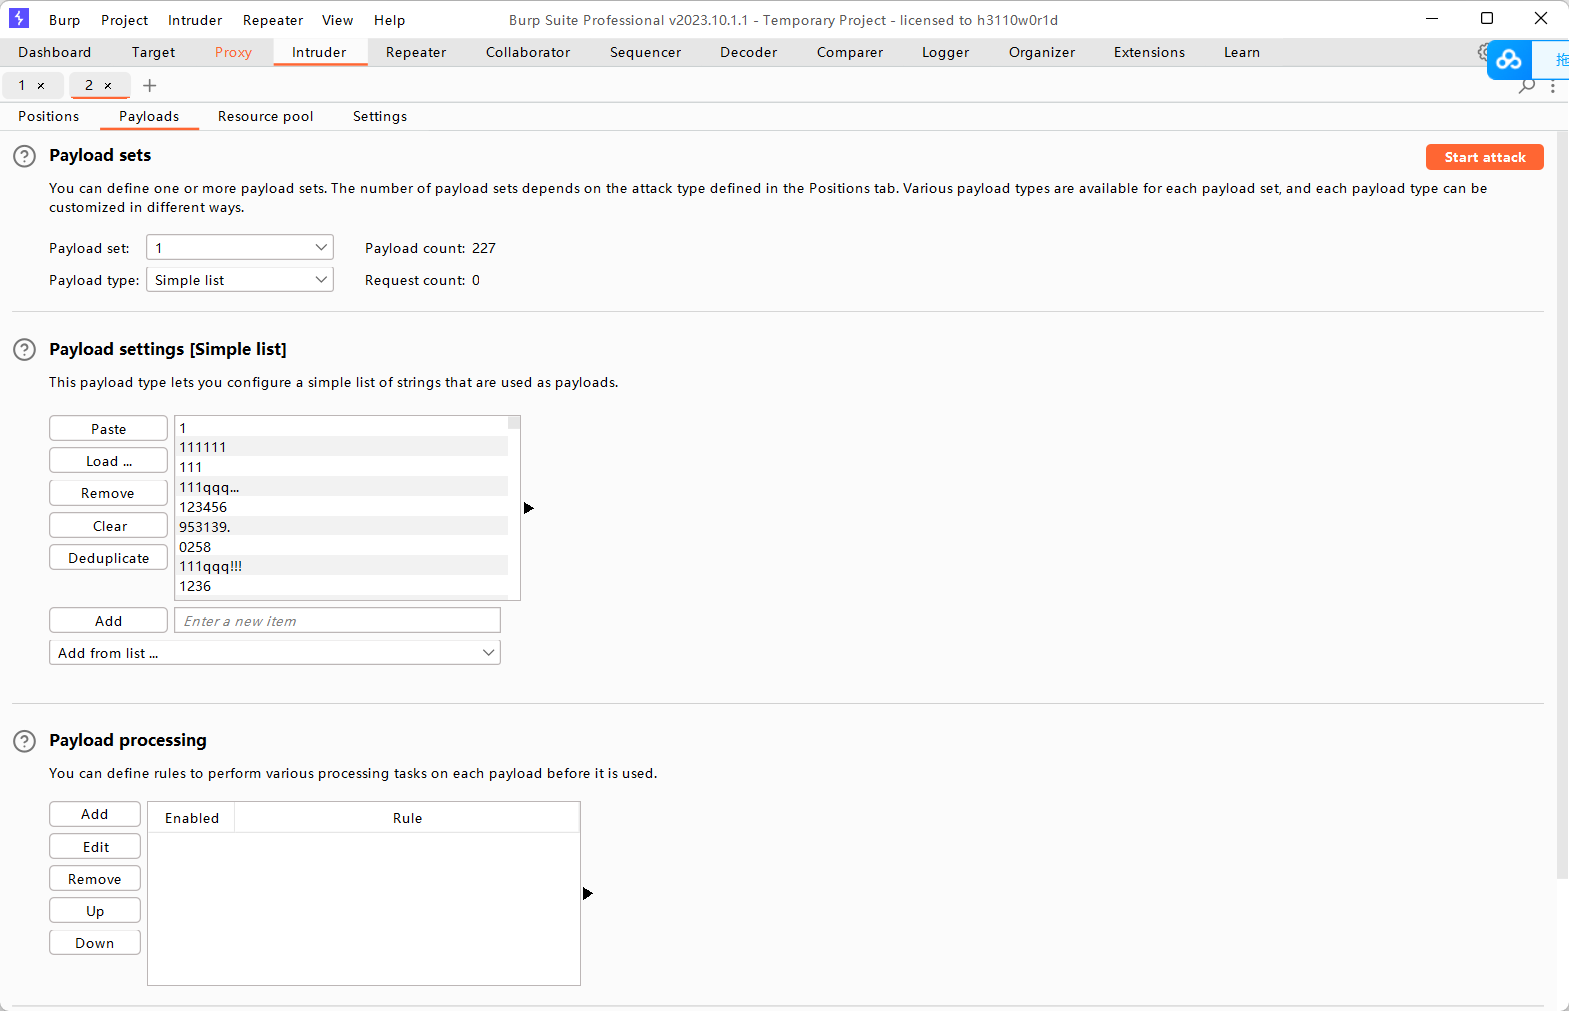 Burp Project Intruder Repeater View Help Burp Suite Professional v2023.10.1.1 - Temporary Project - licensed to h3110w0r1d
Dashboard Target Proxy Intruder Repeater Collaborator Sequencer Decoder Comparer Logger Organizer Extensions Learn
拖
1 × 2 × +
Positions Payloads Resource pool Settings
Payload sets
Start attack
You can define one or more payload sets. The number of payload sets depends on the attack type defined in the Positions tab. Various payload types are available for each payload set, and each payload type can be
customized in different ways.
Payload set: 1 Payload count: 227
Payload type: Simple list Request count: 0
Payload settings [Simple list]
This payload type lets you configure a simple list of strings that are used as payloads.
Paste
Load ...
Remove
Clear
Deduplicate
1
111111
111
111qqq...
123456
953139.
0258
111qqq!!!
1236
Add Enter a new item
Add from list ...
Payload processing
You can define rules to perform various processing tasks on each payload before it is used.
Add
Edit
Remove
Up
Down
Enabled Rule